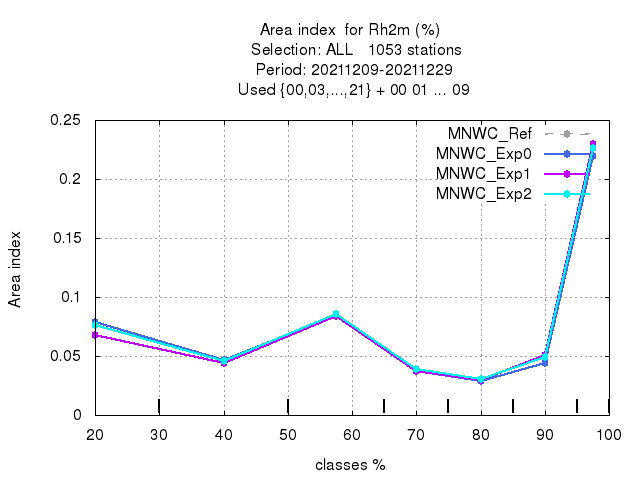 Area index  for Rh2m (%)
Selection: ALL   1053 stations
Period: 20211209-20211229
Used {00,03,...,21} + 00 01 ... 09
0.25
0.2
0.15
0.1
0.05
0
Area index
MNWC_Ref
MNWC_Exp0
MNWC_Exp1
MNWC_Exp2
20 30 40 50 60 70 80 90 100
classes %